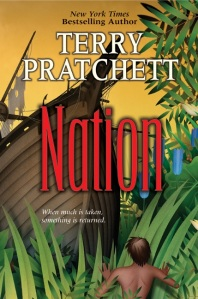 New York Times
Bestselling Author
TERRY
PRATCHETT
Nation
When much is taken,
something is returned.